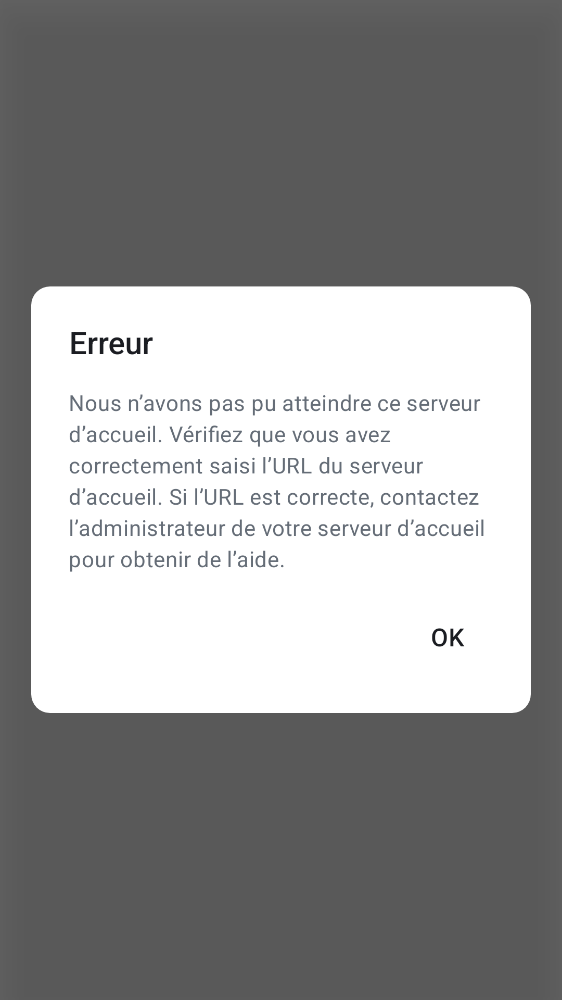 Erreur
Nous n’avons pas pu atteindre ce serveur
d’accueil. Vérifiez que vous avez
correctement saisi l’URL du serveur
d’accueil. Si l’URL est correcte, contactez
l’administrateur de votre serveur d’accueil
pour obtenir de l’aide.
OK